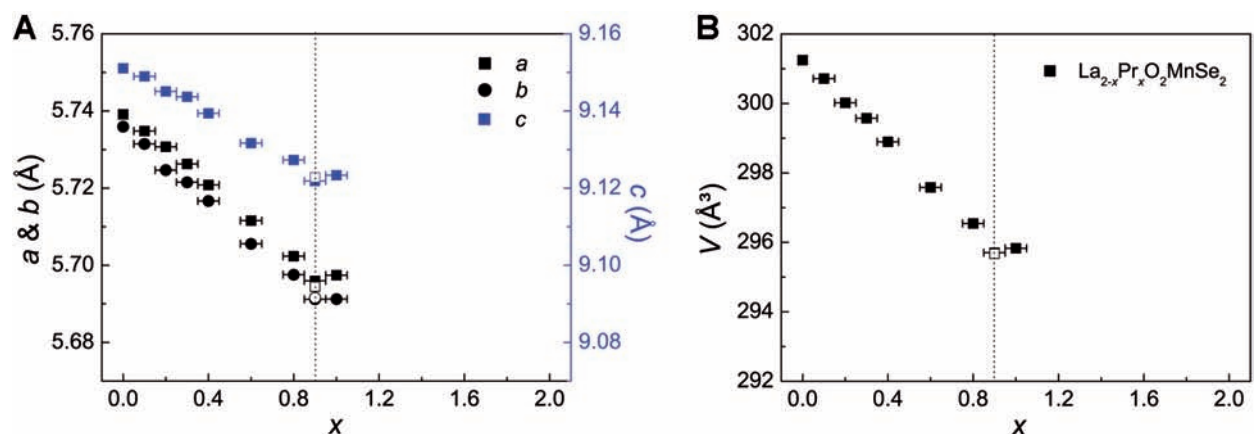 A
5.76
5.74
5.72
5.70
5.68
a & b (Å)
9.16
9.14
9.12
9.10
9.08
c (Å)
a
b
c
0.0 0.4 0.8 1.2 1.6 2.0
x
B
302
300
298
296
294
292
V (Å³)
La₂₋ₓPrₓO₂MnSe₂
0.0 0.4 0.8 1.2 1.6 2.0
x